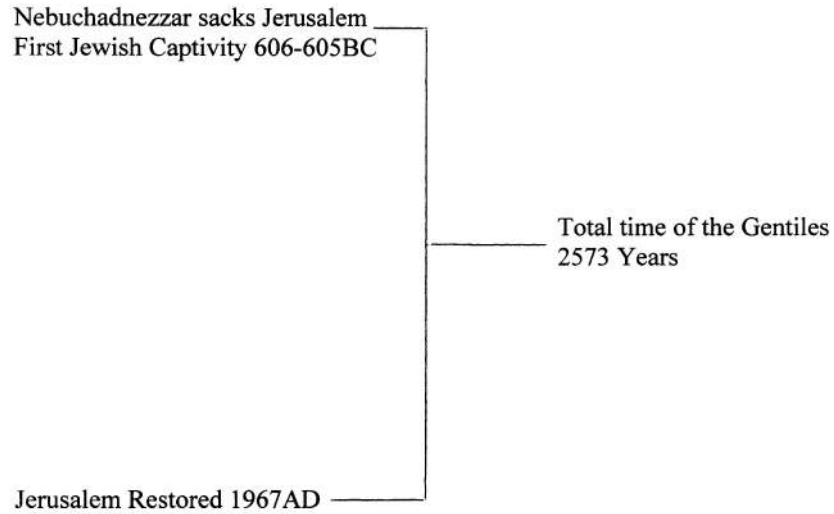 Nebuchadnezzar sacks Jerusalem
First Jewish Captivity 606-605BC
Total time of the Gentiles
2573 Years
Jerusalem Restored 1967AD